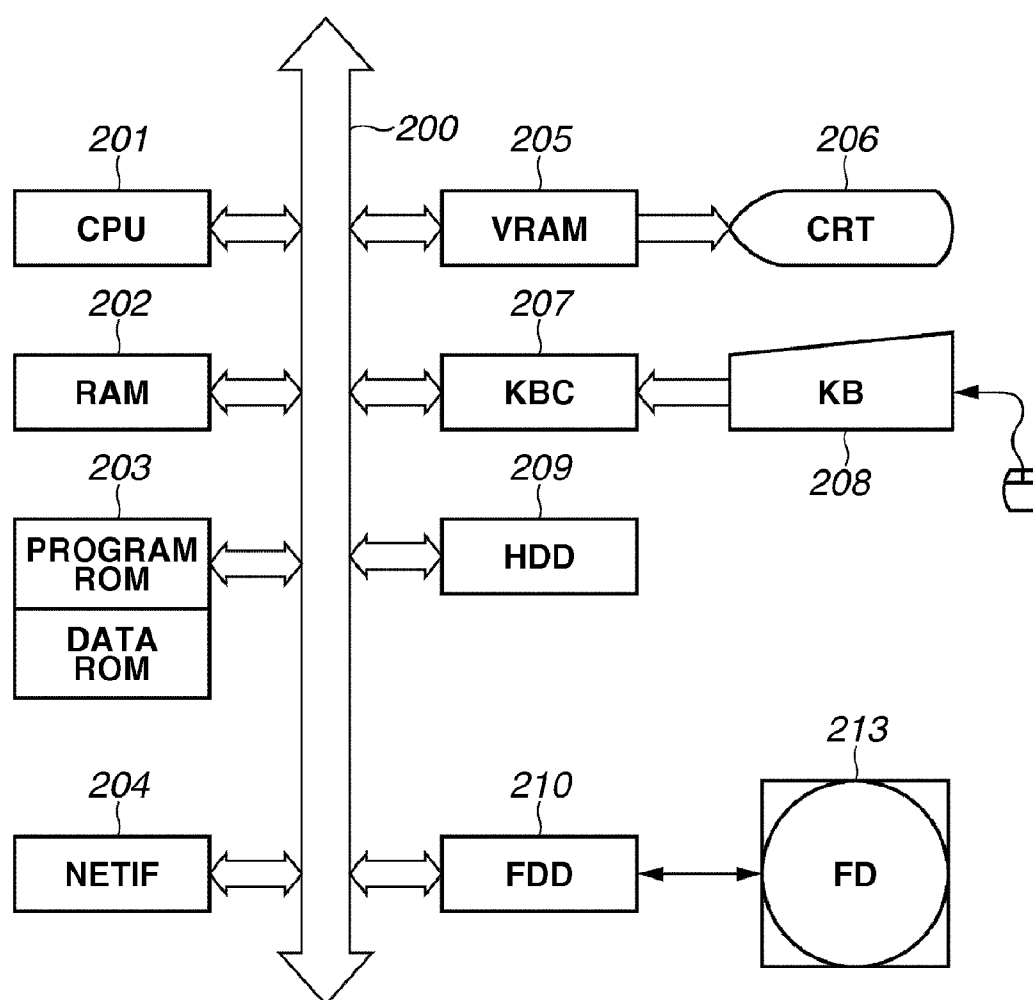 200
201
205
206
CPU
VRAM
CRT
202
207
RAM
KBC
KB
208
203
209
PROGRAM
ROM
HDD
DATA
ROM
213
204
210
NETIF
FDD
FD